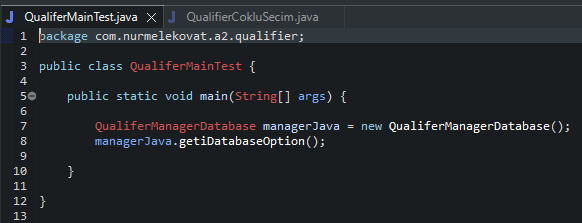 QualiferMainTest.java
QualifierCokluSecim.java
1 package com.nurmelekovat.a2.qualifier;
2
3 public class QualiferMainTest {
4
5 public static void main(String[] args) {
6
7 QualiferManagerDatabase managerJava = new QualiferManagerDatabase();
8 managerJava.getiDatabaseOption();
9
10 }
11
12 }
13